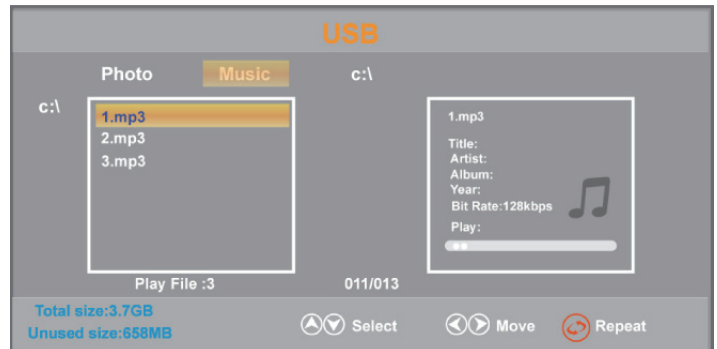 USB
Photo Music c:\
c:\
1.mp3
2.mp3
3.mp3
1.mp3
Title:
Artist:
Album:
Year:
Bit Rate:128kbps
Play:
Play File :3 011/013
Total size:3.7GB
Unused size:658MB
Select Move Repeat